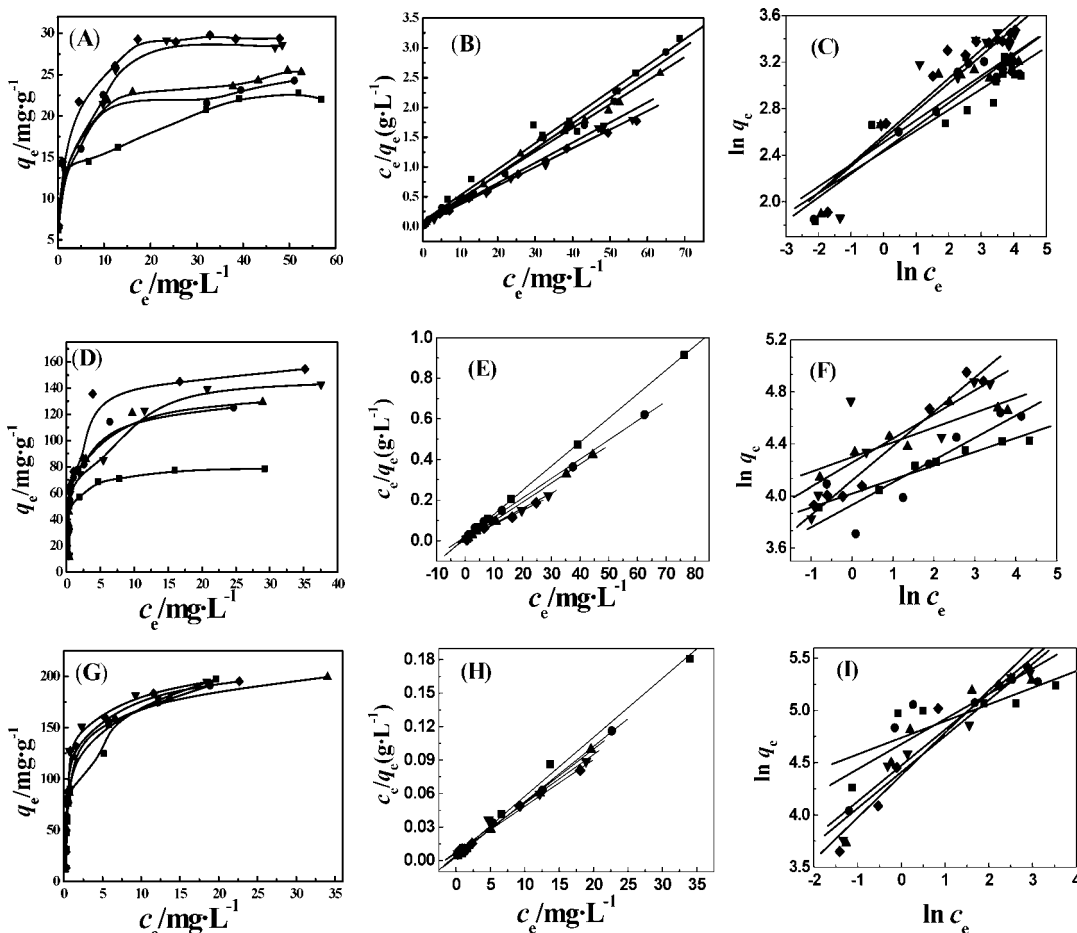 (A)
30
25
20
15
10
5
q_e/mg·g⁻¹
0 10 20 30 40 50 60
c_e/mg·L⁻¹
(B)
3.5
3.0
2.5
2.0
1.5
1.0
0.5
0.0
c_e/q_e(g·L⁻¹)
0 10 20 30 40 50 60 70
c_e/mg·L⁻¹
(C)
3.6
3.2
2.8
2.4
2.0
ln q_e
-3 -2 -1 0 1 2 3 4 5
ln c_e
(D)
160
140
120
100
80
60
40
20
0
q_e/mg·g⁻¹
0 5 10 15 20 25 30 35 40
c_e/mg·L⁻¹
(E)
1.0
0.8
0.6
0.4
0.2
0.0
c_e/q_e(g·L⁻¹)
-10 0 10 20 30 40 50 60 70 80
c_e/mg·L⁻¹
(F)
5.2
4.8
4.4
4.0
3.6
ln q_e
-1 0 1 2 3 4 5
ln c_e
(G)
200
150
100
50
0
q_e/mg·g⁻¹
0 5 10 15 20 25 30 35
c_e/mg·L⁻¹
(H)
0.18
0.15
0.12
0.09
0.06
0.03
0.00
c_e/q_e(g·L⁻¹)
0 5 10 15 20 25 30 35
c_e/mg·L⁻¹
(I)
5.5
5.0
4.5
4.0
3.5
ln q_e
-2 -1 0 1 2 3 4
ln c_e